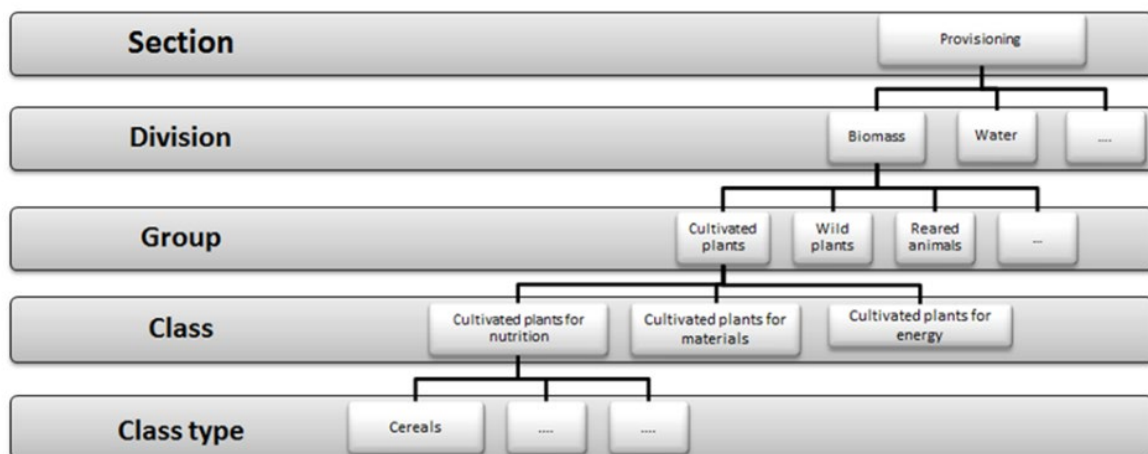 Section
Provisioning
Division
Biomass
Water
....
Group
Cultivated
plants
Wild
plants
Reared
animals
...
Class
Cultivated plants for
nutrition
Cultivated plants for
materials
Cultivated plants for
energy
Class type
Cereals
....
....